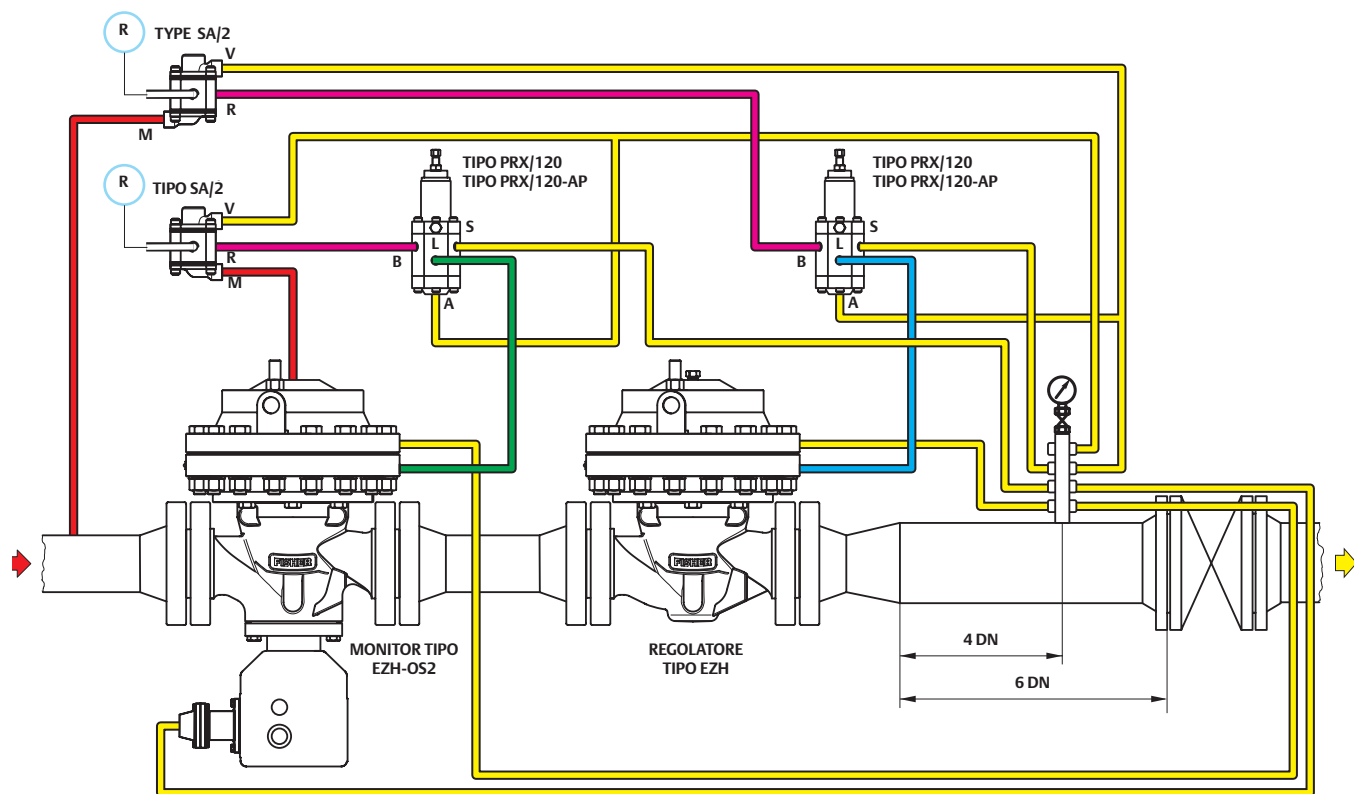 R
TYPE SA/2
V
R
M
R
TIPO SA/2
V
R
M
TIPO PRX/120
TIPO PRX/120-AP
S
L
B
A
TIPO PRX/120
TIPO PRX/120-AP
S
L
B
A
FISHER
FISHER
MONITOR TIPO
EZH-OS2
REGOLATORE
TIPO EZH
4 DN
6 DN